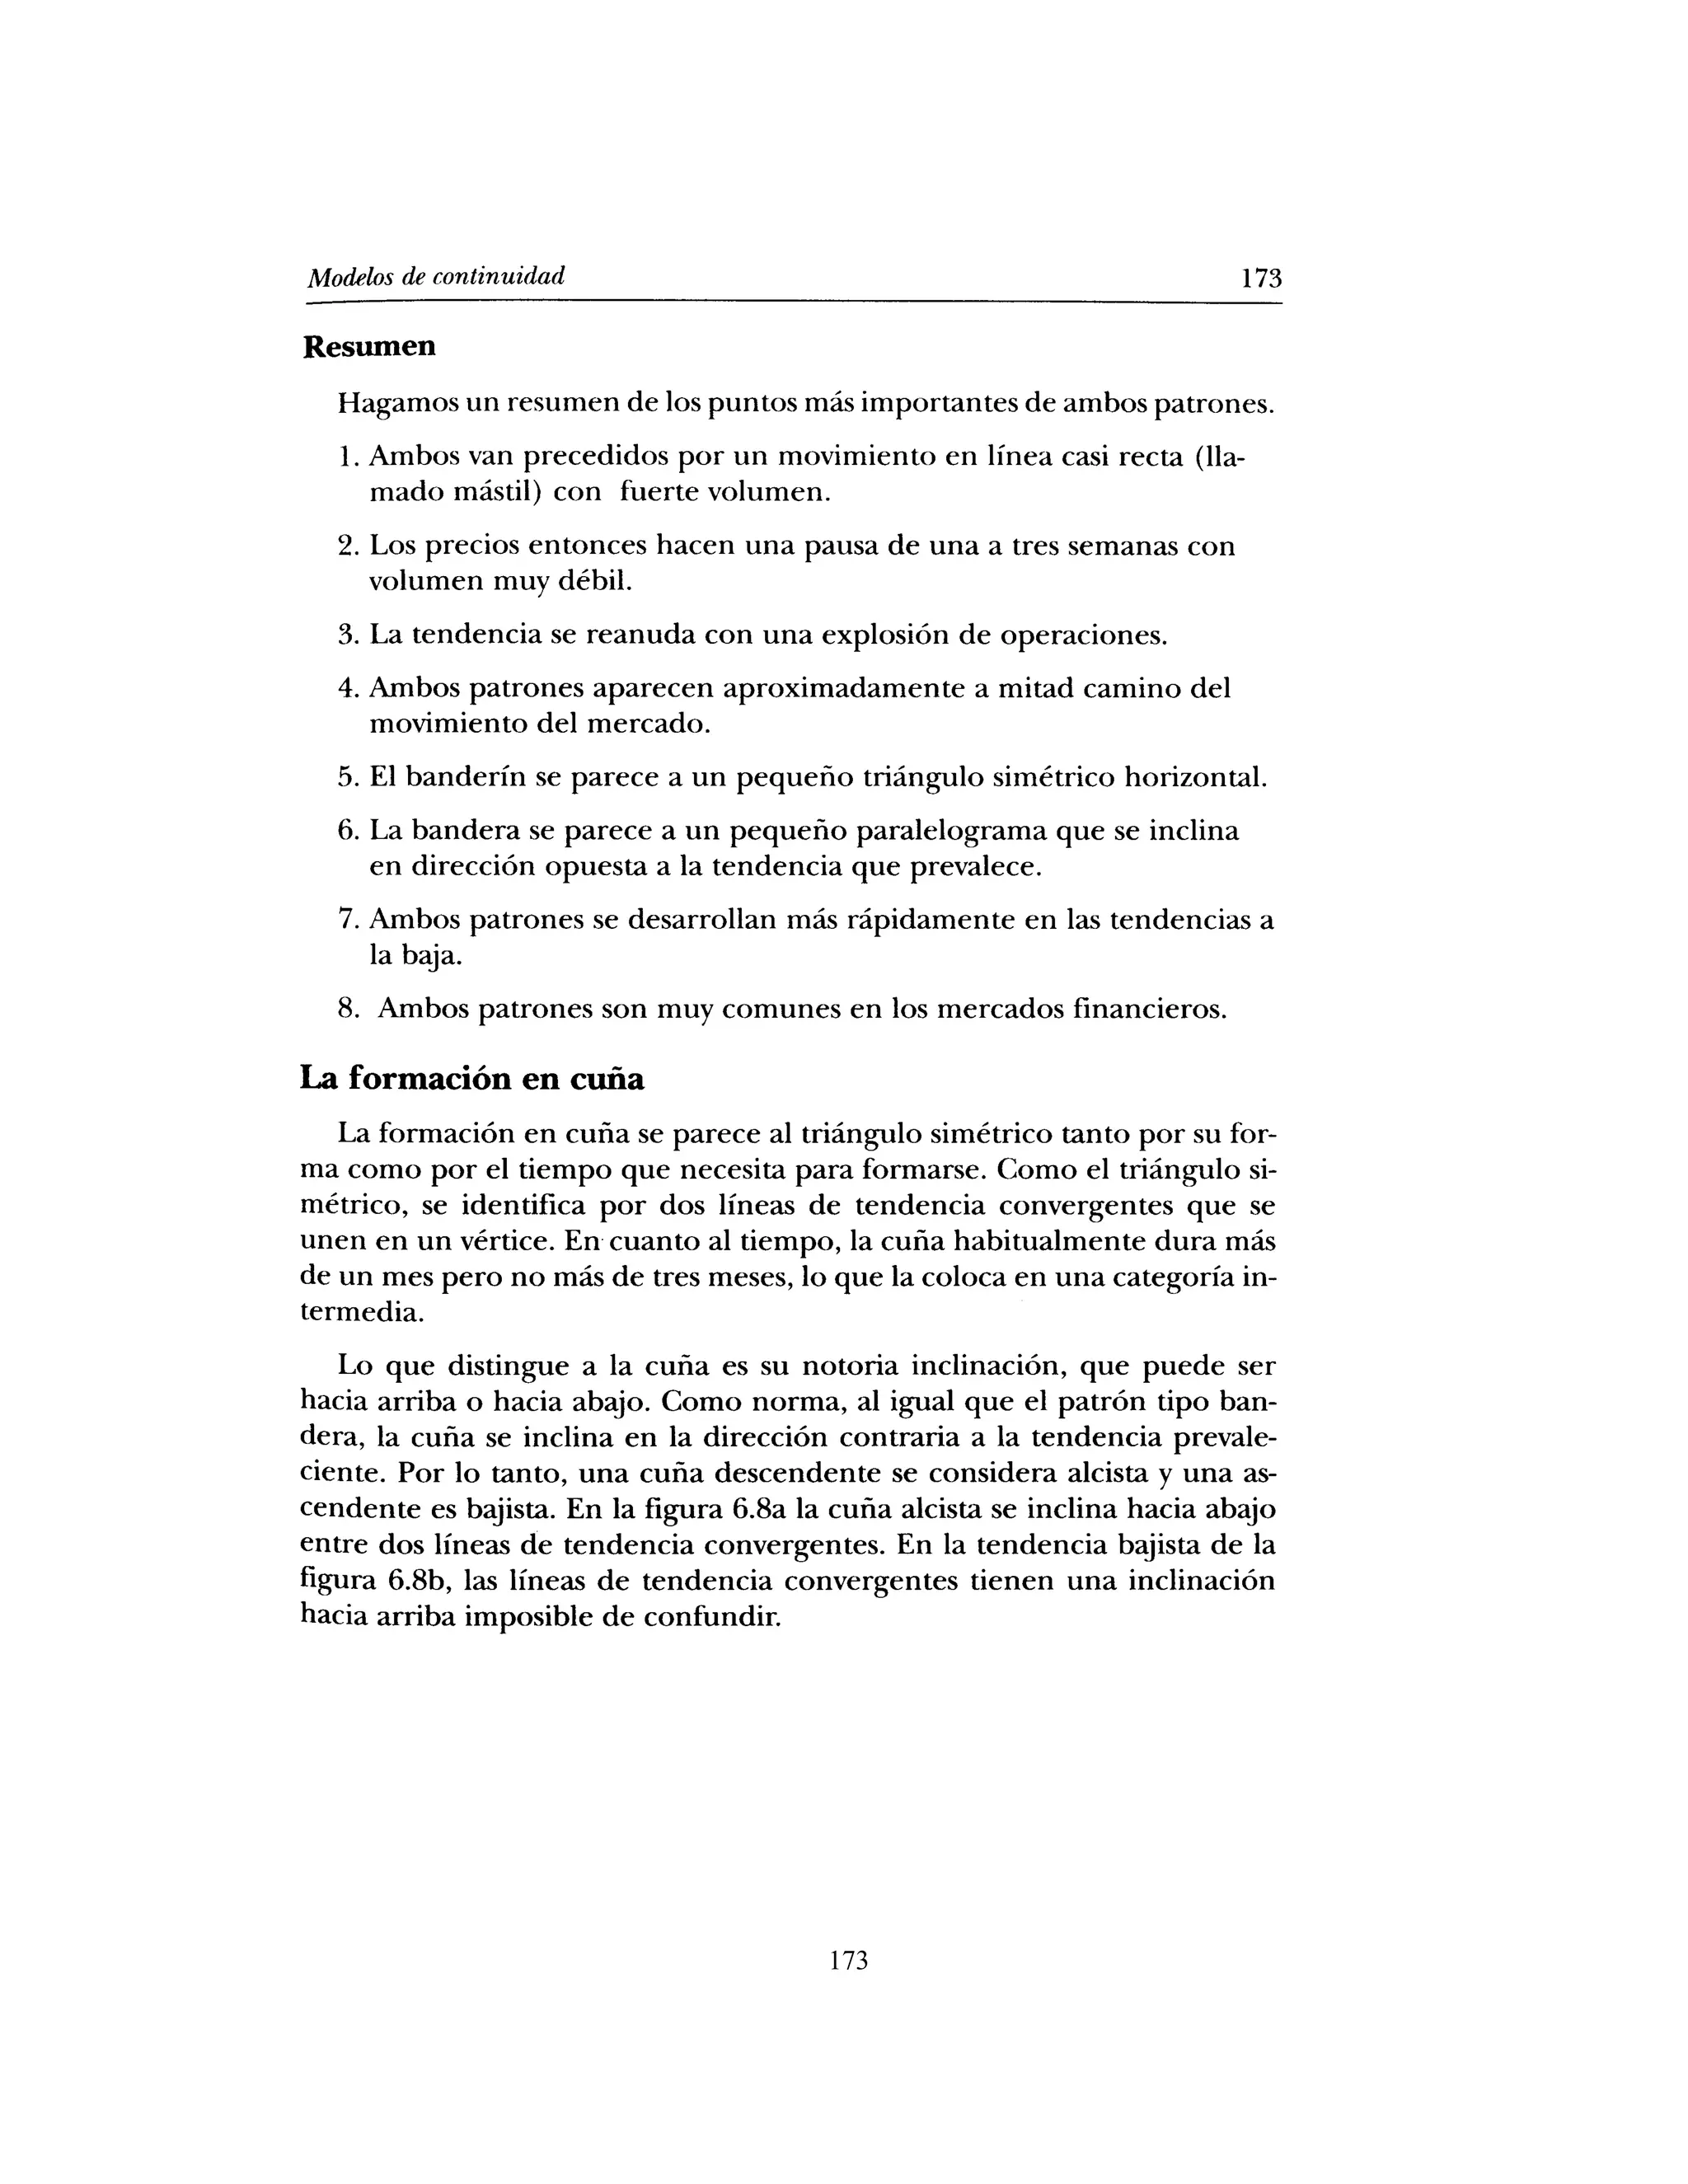 Modelos de continuidad 173
Resumen
Hagamos un resumen de los puntos más importantes de ambos patrones.
1. Ambos van precedidos por un movimiento en línea casi recta (lla-
mado mástil) con fuerte volumen.
2. Los precios entonces hacen una pausa de una a tres semanas con
volumen muy débil.
3. La tendencia se reanuda con una explosión de operaciones.
4. Ambos patrones aparecen aproximadamente a mitad camino del
movimiento del mercado.
5. El banderín se parece a un pequeño triángulo simétrico horizontal.
6. La bandera se parece a un pequeño paralelograma que se inclina
en dirección opuesta a la tendencia que prevalece.
7. Ambos patrones se desarrollan más rápidamente en las tendencias a
la baja.
8. Ambos patrones son muy comunes en los mercados financieros.
La formación en cuña
La formación en cuña se parece al triángulo simétrico tanto por su for-
ma como por el tiempo que necesita para formarse. Como el triángulo si-
métrico, se identifica por dos líneas de tendencia convergentes que se
unen en un vértice. En cuanto al tiempo, la cuña habitualmente dura más
de un mes pero no más de tres meses, lo que la coloca en una categoría in-
termedia.
Lo que distingue a la cuña es su notoria inclinación, que puede ser
hacia arriba o hacia abajo. Como norma, al igual que el patrón tipo ban-
dera, la cuña se inclina en la dirección contraria a la tendencia prevale-
ciente. Por lo tanto, una cuña descendente se considera alcista y una as-
cendente es bajista. En la figura 6.8a la cuña alcista se inclina hacia abajo
entre dos líneas de tendencia convergentes. En la tendencia bajista de la
figura 6.8b, las líneas de tendencia convergentes tienen una inclinación
hacia arriba imposible de confundir.
173